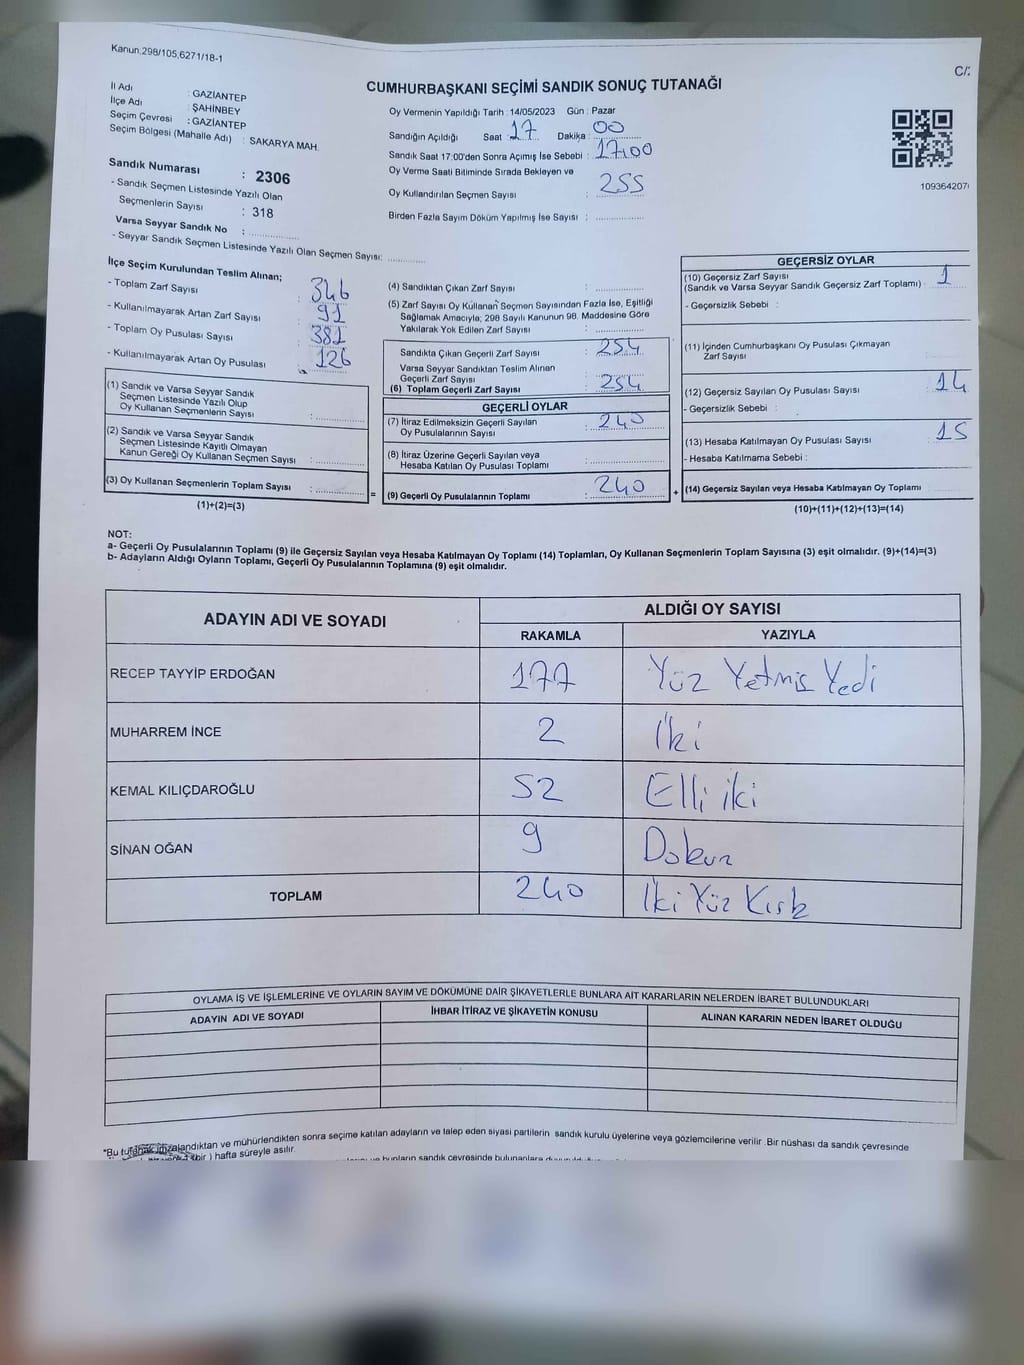 Kanun.298/105,6271/18-1
C/2
CUMHURBAŞKANI SEÇİMİ SANDIK SONUÇ TUTANAĞI
İl Adı : GAZİANTEP
İlçe Adı : ŞAHİNBEY
Seçim Çevresi : GAZİANTEP
Seçim Bölgesi (Mahalle Adı) : SAKARYA MAH.
Sandık Numarası : 2306
- Sandık Seçmen Listesinde Yazılı Olan
Seçmenlerin Sayısı : 318
Varsa Seyyar Sandık No :
- Seyyar Sandık Seçmen Listesinde Yazılı Olan Seçmen Sayısı:
Oy Vermenin Yapıldığı Tarih : 14/05/2023 Gün : Pazar
Sandığın Açıldığı Saat : 17 Dakika : 00
Sandık Saat 17:00'den Sonra Açımış İse Sebebi : 17.00
Oy Verme Saati Bitiminde Sırada Bekleyen ve
Oy Kullandırılan Seçmen Sayısı : 255
Birden Fazla Sayım Döküm Yapılmış İse Sayısı :
109364207
İlçe Seçim Kurulundan Teslim Alınan;
- Toplam Zarf Sayısı : 346
- Kullanılmayarak Artan Zarf Sayısı : 91
- Toplam Oy Pusulası Sayısı : 381
- Kullanılmayarak Artan Oy Pusulası : 126
(1) Sandık ve Varsa Seyyar Sandık
Seçmen Listesinde Yazılı Olup
Oy Kullanan Seçmenlerin Sayısı :
(2) Sandık ve Varsa Seyyar Sandık
Seçmen Listesinde Kayıtlı Olmayan
Kanun Gereği Oy Kullanan Seçmen Sayısı :
(3) Oy Kullanan Seçmenlerin Toplam Sayısı :
(1)+(2)=(3)
(4) Sandıktan Çıkan Zarf Sayısı :
(5) Zarf Sayısı Oy Kullanan Seçmen Sayısından Fazla İse, Eşitliği
Sağlamak Amacıyla; 298 Sayılı Kanunun 98. Maddesine Göre
Yakılarak Yok Edilen Zarf Sayısı :
Sandıkta Çıkan Geçerli Zarf Sayısı : 254
Varsa Seyyar Sandıktan Teslim Alınan
Geçerli Zarf Sayısı
(6) Toplam Geçerli Zarf Sayısı : 254
GEÇERLİ OYLAR
(7) İtiraz Edilmeksizin Geçerli Sayılan
Oy Pusulalarının Sayısı : 240
(8) İtiraz Üzerine Geçerli Sayılan veya
Hesaba Katılan Oy Pusulası Toplamı :
= (9) Geçerli Oy Pusulalarının Toplamı : 240 +
GEÇERSİZ OYLAR
(10) Geçersiz Zarf Sayısı
(Sandık ve Varsa Seyyar Sandık Geçersiz Zarf Toplamı) : 1
- Geçersizlik Sebebi :
(11) İçinden Cumhurbaşkanı Oy Pusulası Çıkmayan
Zarf Sayısı
(12) Geçersiz Sayılan Oy Pusulası Sayısı : 14
- Geçersizlik Sebebi :
(13) Hesaba Katılmayan Oy Pusulası Sayısı : 15
- Hesaba Katılmama Sebebi :
(14) Geçersiz Sayılan veya Hesaba Katılmayan Oy Toplamı
(10)+(11)+(12)+(13)=(14)
NOT:
a- Geçerli Oy Pusulalarının Toplamı (9) ile Geçersiz Sayılan veya Hesaba Katılmayan Oy Toplamı (14) Toplamları, Oy Kullanan Seçmenlerin Toplam Sayısına (3) eşit olmalıdır. (9)+(14)=(3)
b- Adayların Aldığı Oyların Toplamı, Geçerli Oy Pusulalarının Toplamına (9) eşit olmalıdır.
ADAYIN ADI VE SOYADI ALDIĞI OY SAYISI
RAKAMLA YAZIYLA
RECEP TAYYİP ERDOĞAN 177 Yüz Yetmiş Yedi
MUHARREM İNCE 2 İki
KEMAL KILIÇDAROĞLU 52 Elli iki
SİNAN OĞAN 9 Dokuz
TOPLAM 240 İki Yüz Kırk
OYLAMA İŞ VE İŞLEMLERİNE VE OYLARIN SAYIM VE DÖKÜMÜNE DAİR ŞİKAYETLERLE BUNLARA AİT KARARLARIN NELERDEN İBARET BULUNDUKLARI
ADAYIN ADI VE SOYADI İHBAR İTİRAZ VE ŞİKAYETİN KONUSU ALINAN KARARIN NEDEN İBARET OLDUĞU
*Bu tutanak imzalandıktan ve mühürlendikten sonra seçime katılan adayların ve talep eden siyasi partilerin sandık kurulu üyelerine veya gözlemcilerine verilir. Bir nüshası da sandık çevresinde
(bir) hafta süreyle asılır.